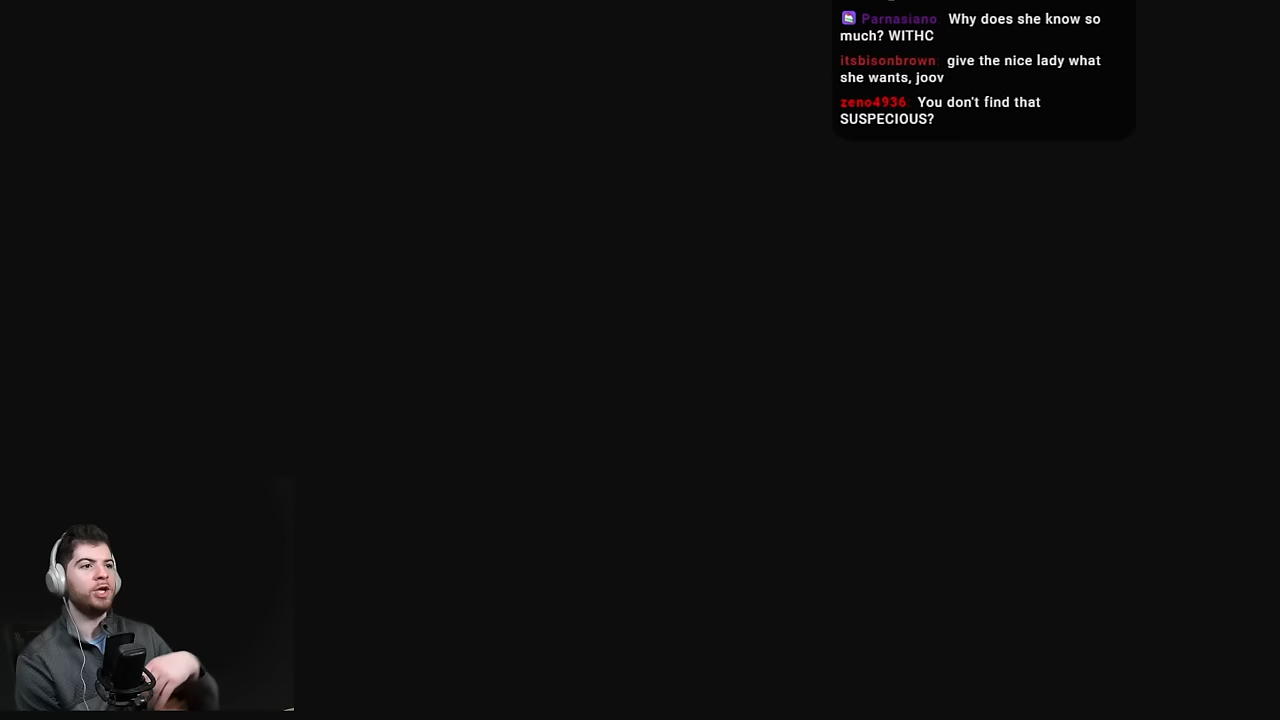 Parnasiano: Why does she know so
much? WITHC
itsbisonbrown: give the nice lady what
she wants, joov
zeno4936: You don't find that
SUSPECIOUS?